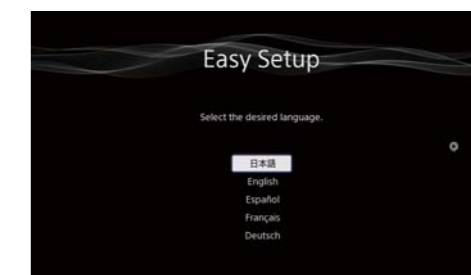 Easy Setup
Select the desired language.
日本語
English
Español
Français
Deutsch